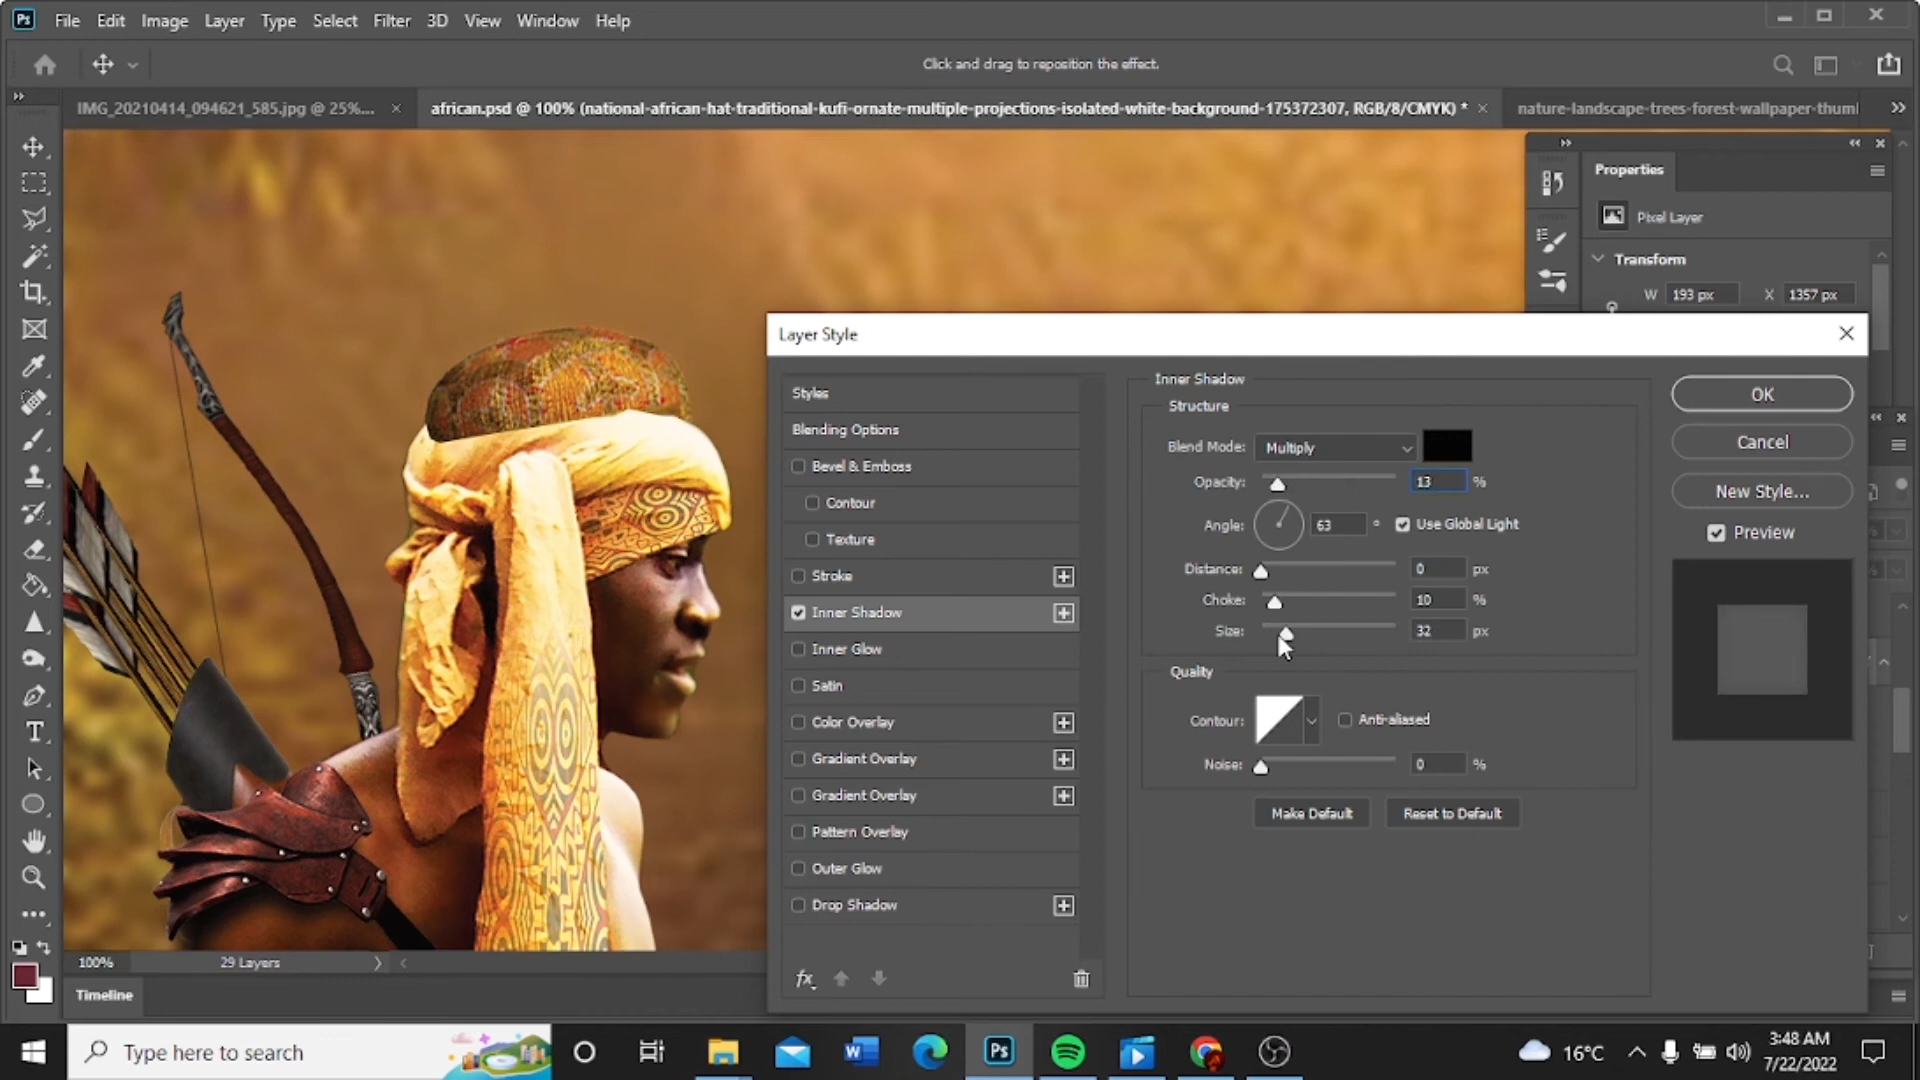 Ps File Edit Image Layer Type Select Filter 3D View Window Help
Click and drag to reposition the effect.
IMG_20210414_094621_585.jpg @ 25%... ×
african.psd @ 100% (national-african-hat-traditional-kufi-ornate-multiple-projections-isolated-white-background-175372307, RGB/8/CMYK) * ×
nature-landscape-trees-forest-wallpaper-thuml
Properties
Pixel Layer
Transform
W 193 px X 1357 px
Layer Style
Styles
Blending Options
Bevel & Emboss
Contour
Texture
Stroke
Inner Shadow
Inner Glow
Satin
Color Overlay
Gradient Overlay
Gradient Overlay
Pattern Overlay
Outer Glow
Drop Shadow
fx
Inner Shadow
Structure
Blend Mode: Multiply
Opacity: 13 %
Angle: 63 ° Use Global Light
Distance: 0 px
Choke: 10 %
Size: 32 px
Quality
Contour: Anti-aliased
Noise: 0 %
Make Default Reset to Default
OK
Cancel
New Style...
Preview
100% 29 Layers
Timeline
Type here to search
W
Ps
16°C
3:48 AM
7/22/2022